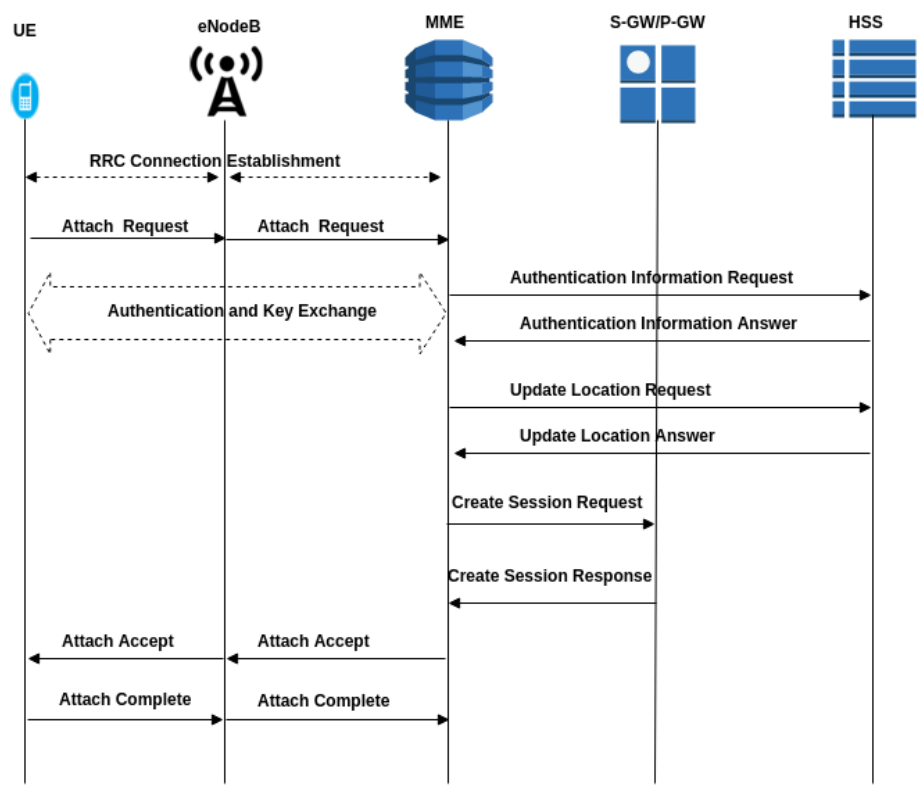 UE
eNodeB
MME
S-GW/P-GW
HSS
RRC Connection Establishment
Attach Request
Attach Request
Authentication Information Request
Authentication and Key Exchange
Authentication Information Answer
Update Location Request
Update Location Answer
Create Session Request
Create Session Response
Attach Accept
Attach Accept
Attach Complete
Attach Complete